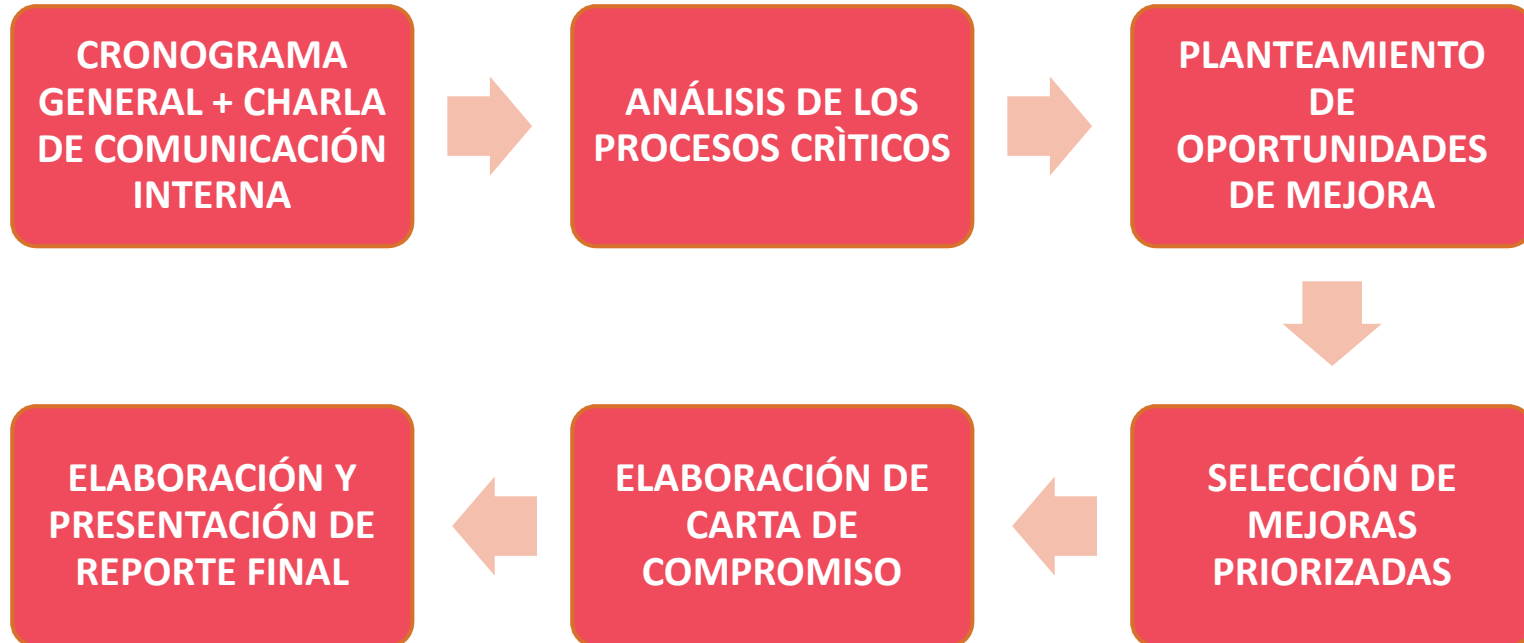 CRONOGRAMA
GENERAL + CHARLA
DE COMUNICACIÓN
INTERNA
ANÁLISIS DE LOS
PROCESOS CRÌTICOS
PLANTEAMIENTO
DE
OPORTUNIDADES
DE MEJORA
SELECCIÓN DE
MEJORAS
PRIORIZADAS
ELABORACIÓN DE
CARTA DE
COMPROMISO
ELABORACIÓN Y
PRESENTACIÓN DE
REPORTE FINAL